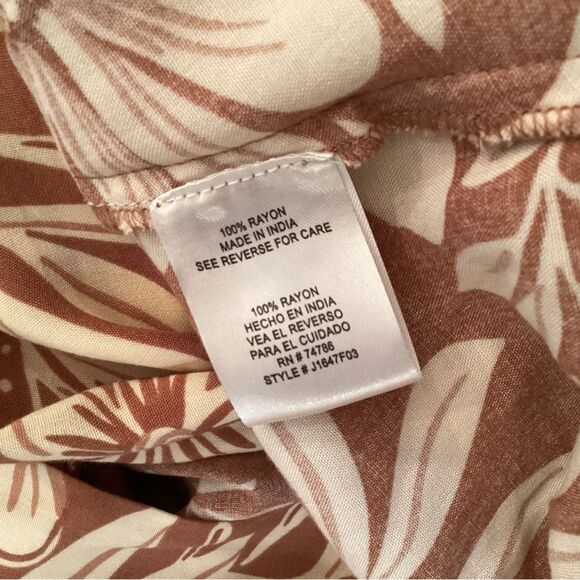 100% RAYON
MADE IN INDIA
SEE REVERSE FOR CARE
100% RAYON
HECHO EN INDIA
VEA EL REVERSO
PARA EL CUIDADO
RN # 74786
STYLE # J1647F03